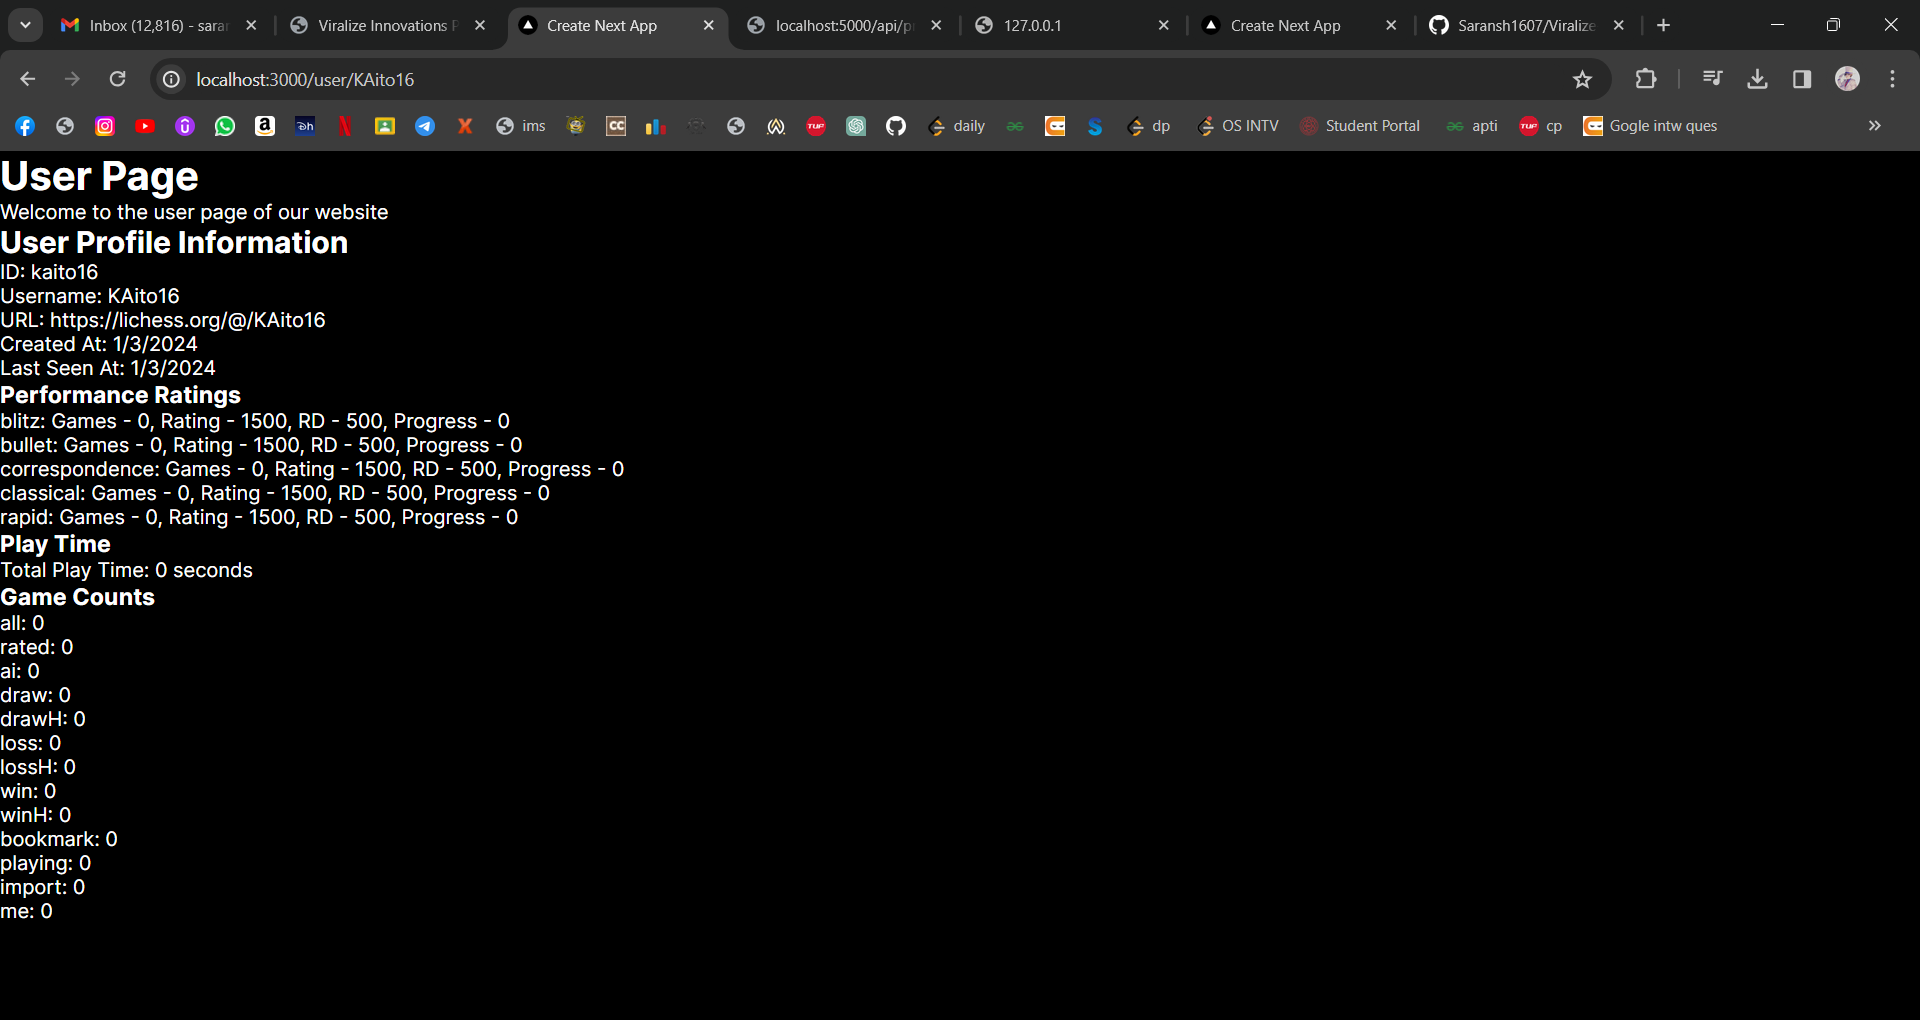 Inbox (12,816) - sarar
Viralize Innovations P
Create Next App
localhost:5000/api/pr
127.0.0.1
Create Next App
Saransh1607/Viralize
localhost:3000/user/KAito16
ims
CC
TUF
daily
dp
OS INTV
Student Portal
apti
TUF
cp
Gogle intw ques
User Page
Welcome to the user page of our website
User Profile Information
ID: kaito16
Username: KAito16
URL: https://lichess.org/@/KAito16
Created At: 1/3/2024
Last Seen At: 1/3/2024
Performance Ratings
blitz: Games - 0, Rating - 1500, RD - 500, Progress - 0
bullet: Games - 0, Rating - 1500, RD - 500, Progress - 0
correspondence: Games - 0, Rating - 1500, RD - 500, Progress - 0
classical: Games - 0, Rating - 1500, RD - 500, Progress - 0
rapid: Games - 0, Rating - 1500, RD - 500, Progress - 0
Play Time
Total Play Time: 0 seconds
Game Counts
all: 0
rated: 0
ai: 0
draw: 0
drawH: 0
loss: 0
lossH: 0
win: 0
winH: 0
bookmark: 0
playing: 0
import: 0
me: 0